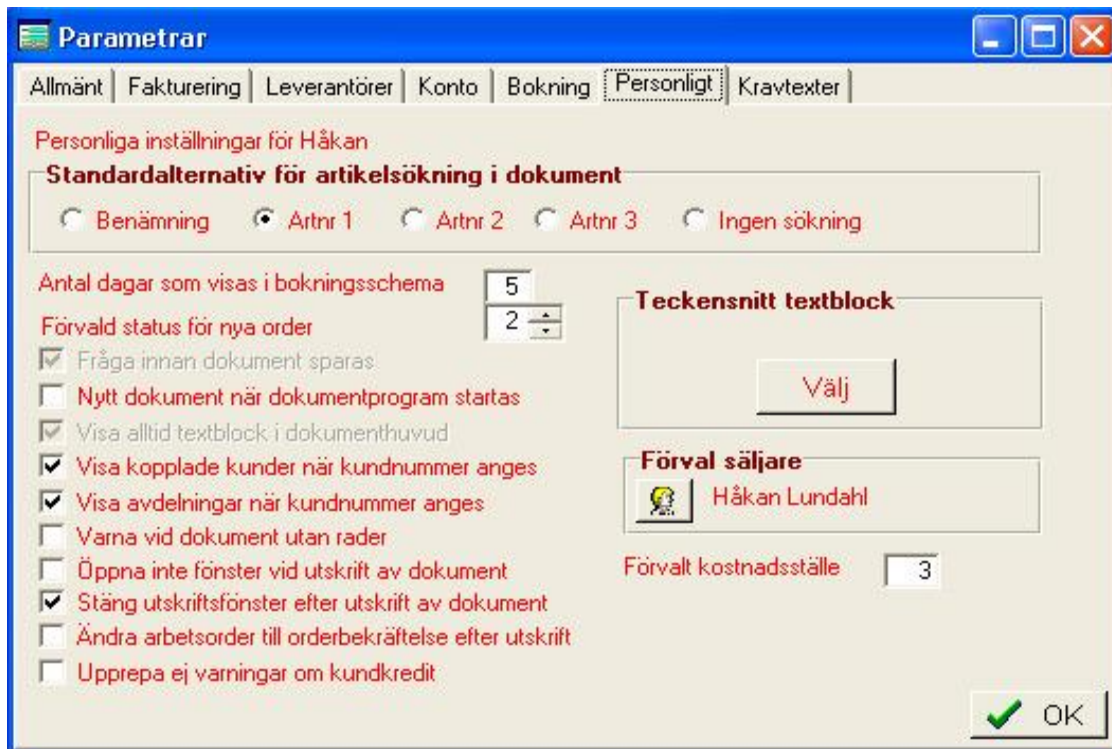 Parametrar
Allmänt Fakturering Leverantörer Konto Bokning Personligt Kravtexter
Personliga inställningar för Håkan
Standardalternativ för artikelsökning i dokument
Benämning Artnr 1 Artnr 2 Artnr 3 Ingen sökning
Antal dagar som visas i bokningsschema 5
Förvald status för nya order 2
Fråga innan dokument sparas
Nytt dokument när dokumentprogram startas
Visa alltid textblock i dokumenthuvud
Visa kopplade kunder när kundnummer anges
Visa avdelningar när kundnummer anges
Varna vid dokument utan rader
Öppna inte fönster vid utskrift av dokument
Stäng utskriftsfönster efter utskrift av dokument
Ändra arbetsorder till orderbekräftelse efter utskrift
Upprepa ej varningar om kundkredit
Teckensnitt textblock
Välj
Förval säljare
Håkan Lundahl
Förvalt kostnadsställe 3
OK